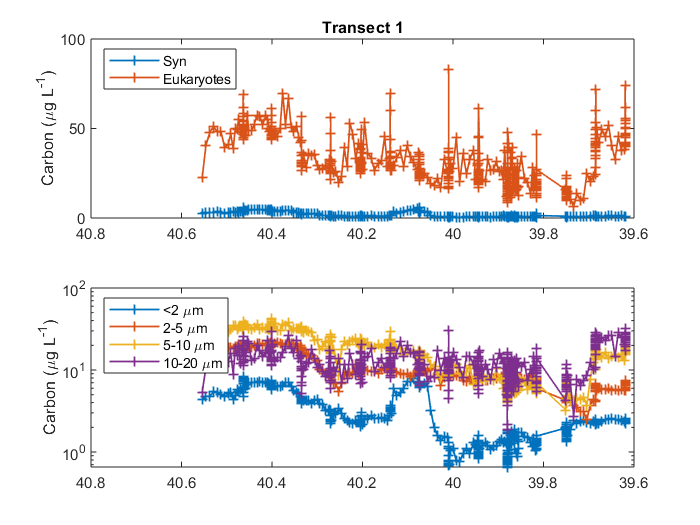 Transect 1
100
50
0
Carbon (μg L⁻¹)
Syn
Eukaryotes
40.8 40.6 40.4 40.2 40 39.8 39.6
10²
10¹
10⁰
Carbon (μg L⁻¹)
<2 μm
2-5 μm
5-10 μm
10-20 μm
40.8 40.6 40.4 40.2 40 39.8 39.6